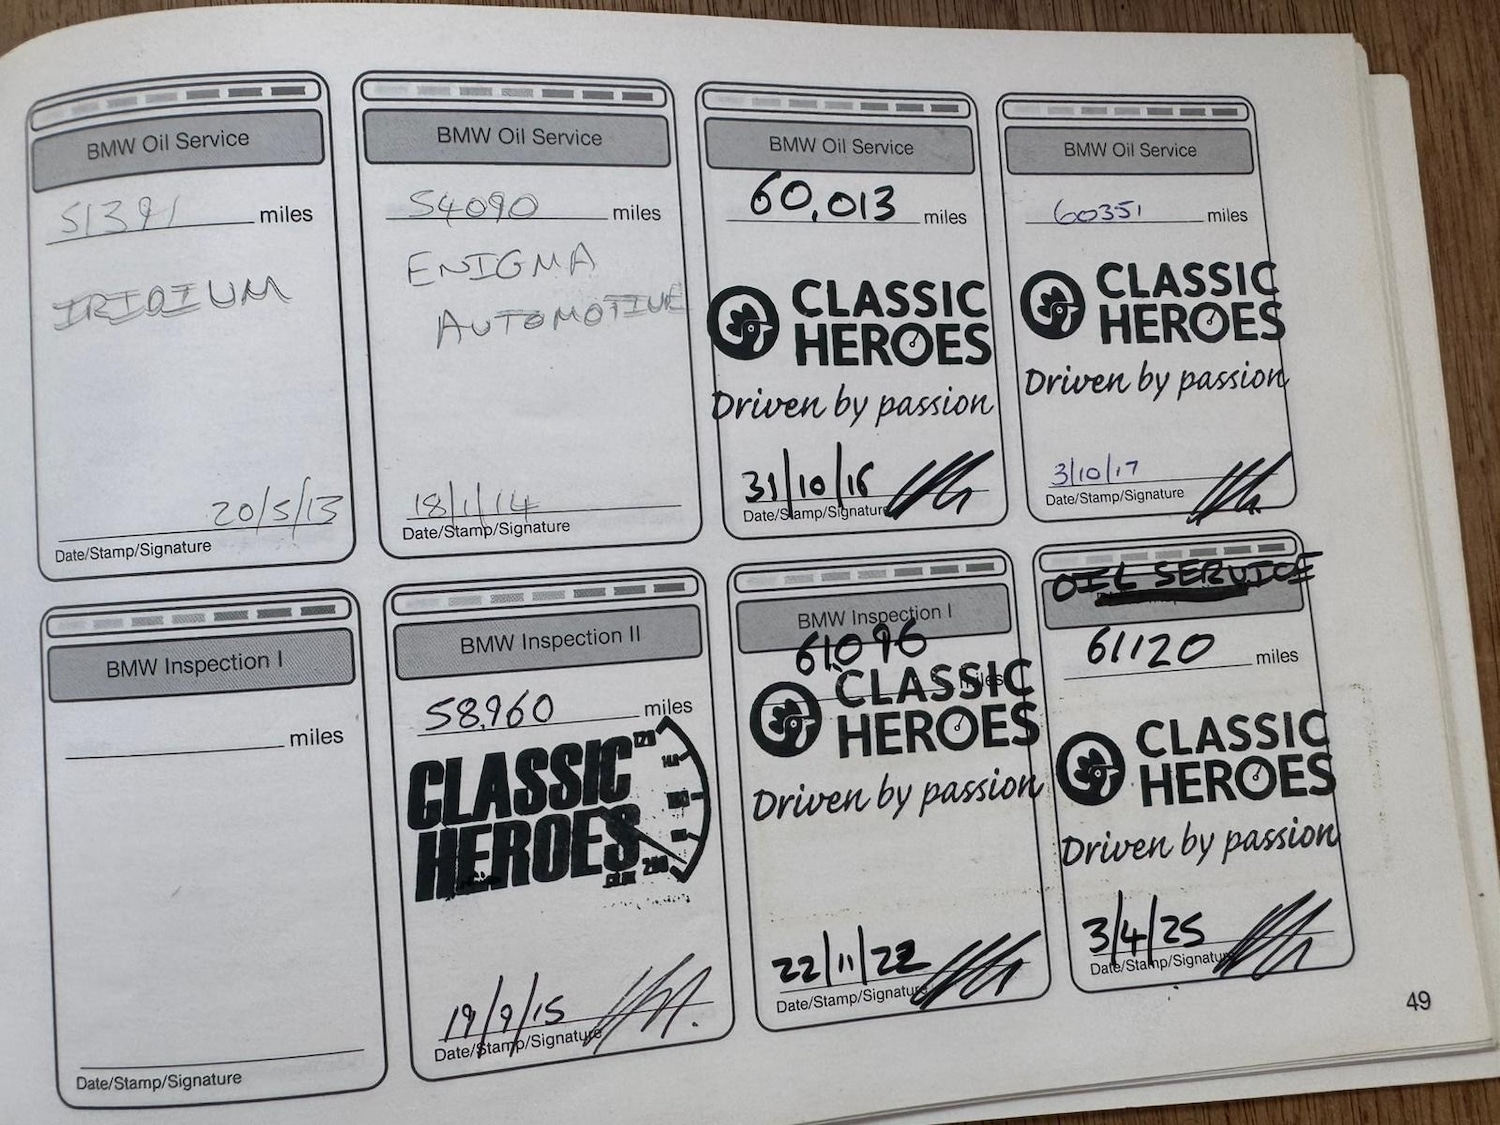 BMW Oil Service
51391 miles
IRIDIUM
20/5/13
Date/Stamp/Signature
BMW Oil Service
54090 miles
ENIGMA
AUTOMOTIVE
18/1/14
Date/Stamp/Signature
BMW Oil Service
60,013 miles
CLASSIC
HEROES
Driven by passion
31/10/16
Date/Stamp/Signature
BMW Oil Service
60351 miles
CLASSIC
HEROES
Driven by passion
3/10/17
Date/Stamp/Signature
BMW Inspection I
miles
Date/Stamp/Signature
BMW Inspection II
58,960 miles
CLASSIC
HEROES
19/9/15
Date/Stamp/Signature
BMW Inspection I
61096
miles
CLASSIC
HEROES
Driven by passion
22/11/22
Date/Stamp/Signature
OIL SERVICE
61120 miles
CLASSIC
HEROES
Driven by passion
3/4/25
Date/Stamp/Signature
49